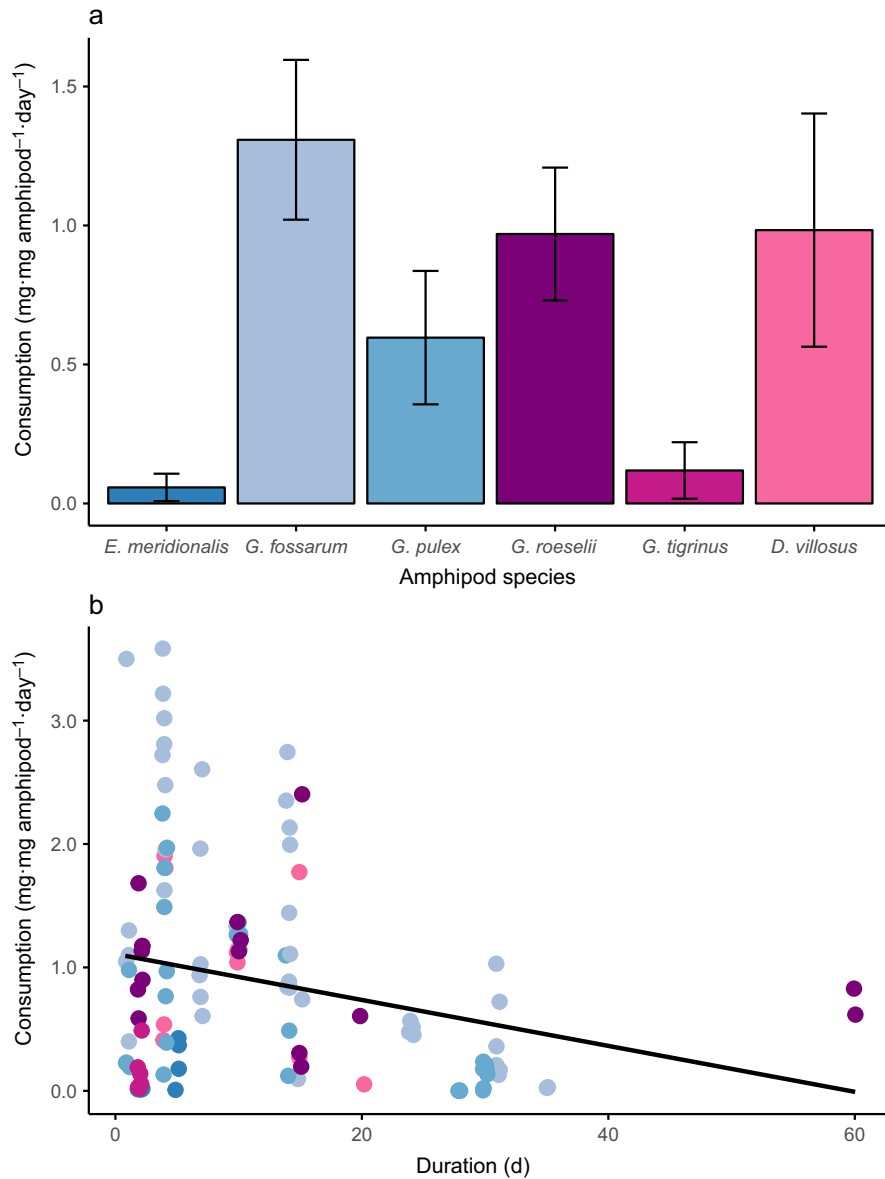 a
Consumption (mg·mg amphipod⁻¹·day⁻¹)
1.5
1.0
0.5
0.0
E. meridionalis G. fossarum G. pulex G. roeselii G. tigrinus D. villosus
Amphipod species
b
Consumption (mg·mg amphipod⁻¹·day⁻¹)
3.0
2.0
1.0
0.0
0 20 40 60
Duration (d)